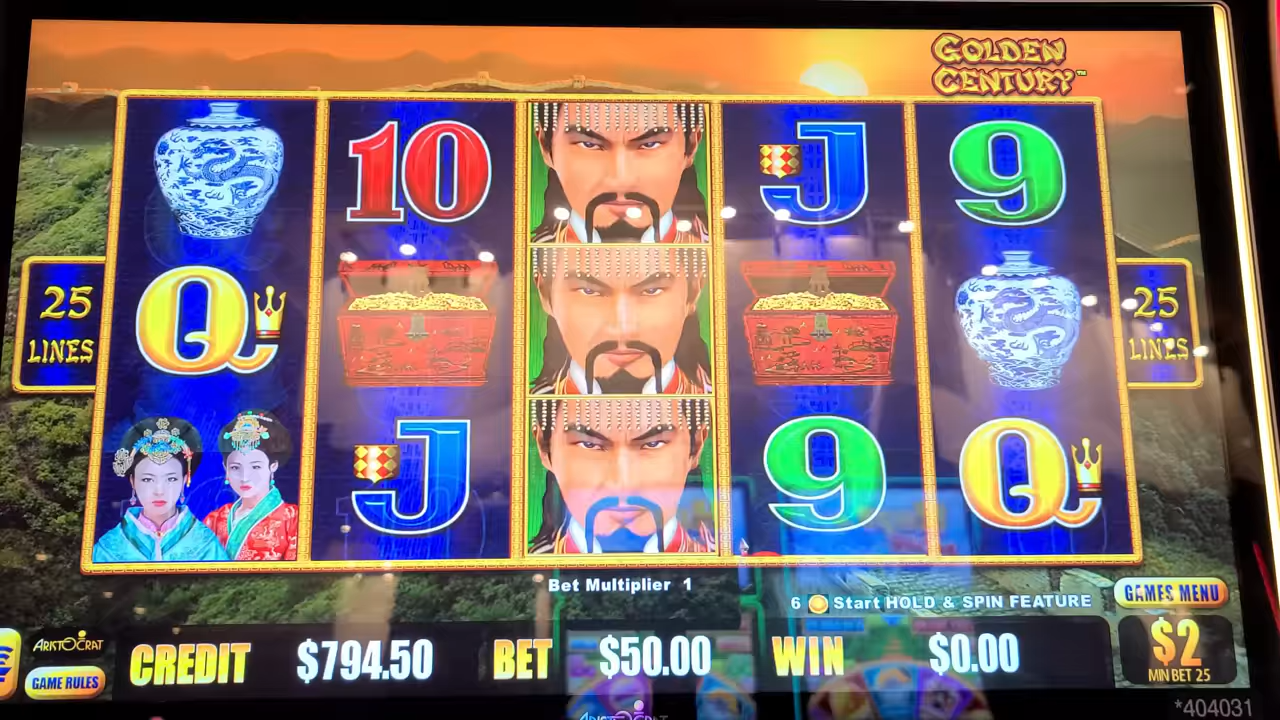 GOLDEN
CENTURY™
10
J
9
25
LINES
Q
25
LINES
J
9
Q
Bet Multiplier 1
6 Start HOLD & SPIN FEATURE
GAMES MENU
ARISTOCRAT
GAME RULES
CREDIT $794.50 BET $50.00 WIN $0.00
$2
MIN BET 25
*404031